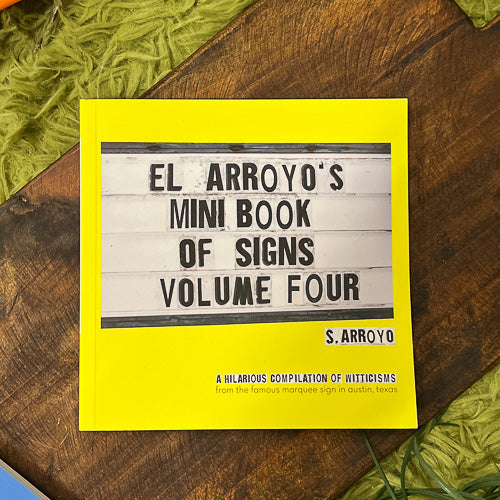 EL ARROYO'S
MINI BOOK
OF SIGNS
VOLUME FOUR
S. ARROYO
A HILARIOUS COMPILATION OF WITTICISMS
from the famous marquee sign in austin, texas